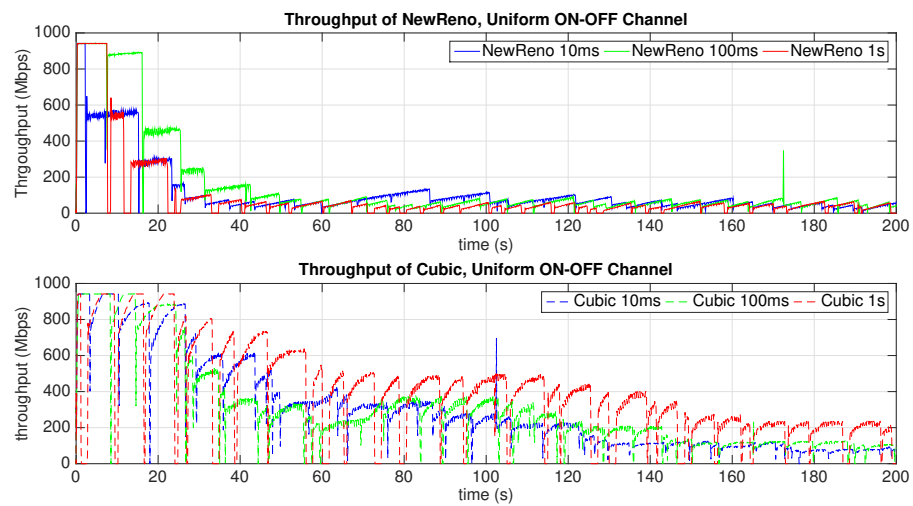 Throughput of NewReno, Uniform ON-OFF Channel
1000
800
600
400
200
0
Thrgoughput (Mbps)
NewReno 10ms NewReno 100ms NewReno 1s
0 20 40 60 80 100 120 140 160 180 200
time (s)
Throughput of Cubic, Uniform ON-OFF Channel
1000
800
600
400
200
0
throughput (Mbps)
Cubic 10ms Cubic 100ms Cubic 1s
0 20 40 60 80 100 120 140 160 180 200
time (s)